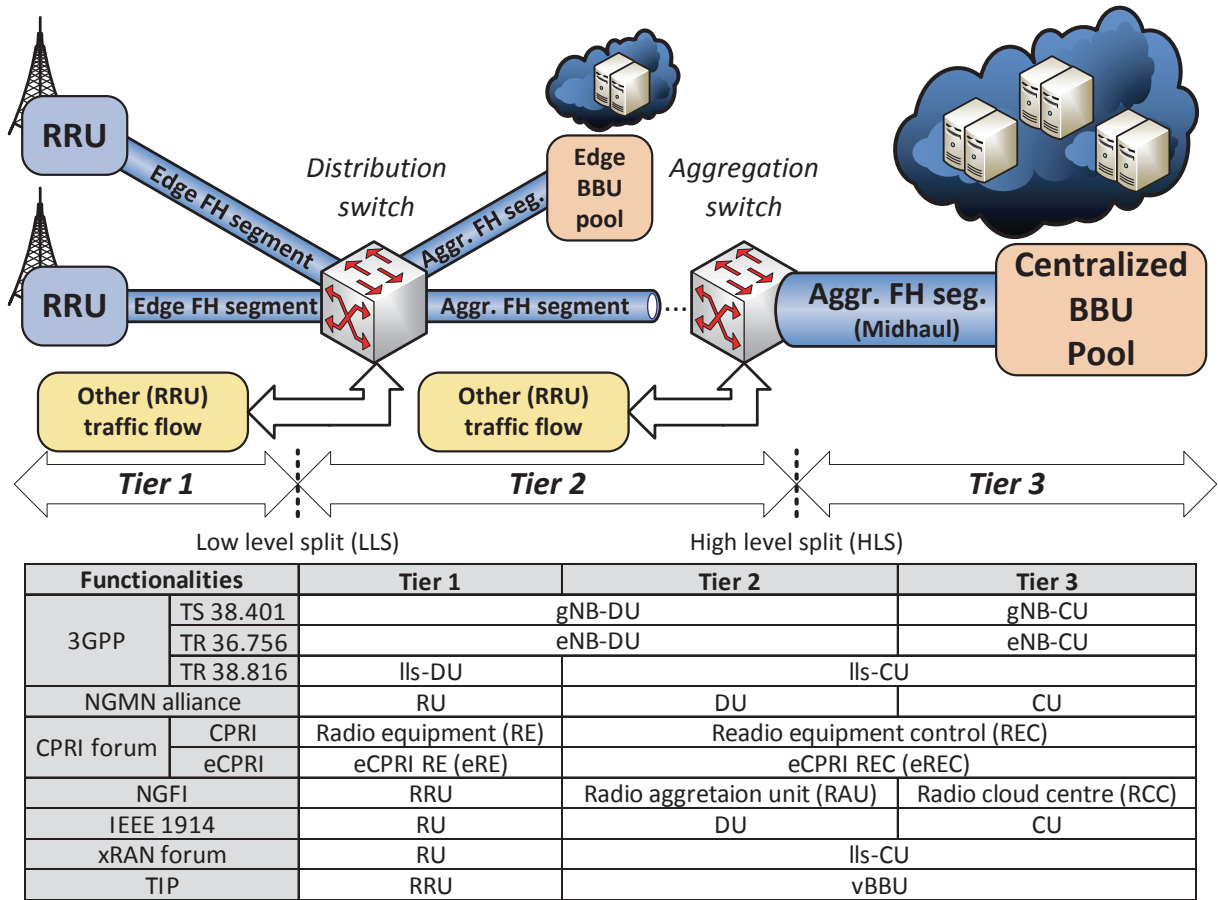 RRU
Edge FH segment
Distribution
switch
Aggr. FH seg.
Edge
BBU
pool
Aggregation
switch
RRU
Edge FH segment
Aggr. FH segment
...
Aggr. FH seg.
(Midhaul)
Centralized
BBU
Pool
Other (RRU)
traffic flow
Other (RRU)
traffic flow
Tier 1
Tier 2
Tier 3
Low level split (LLS)
High level split (HLS)
Functionalities Tier 1 Tier 2 Tier 3
3GPP TS 38.401 gNB-DU gNB-CU
TR 36.756 eNB-DU eNB-CU
TR 38.816 lls-DU lls-CU
NGMN alliance RU DU CU
CPRI forum CPRI Radio equipment (RE) Readio equipment control (REC)
eCPRI eCPRI RE (eRE) eCPRI REC (eREC)
NGFI RRU Radio aggretaion unit (RAU) Radio cloud centre (RCC)
IEEE 1914 RU DU CU
xRAN forum RU lls-CU
TIP RRU vBBU